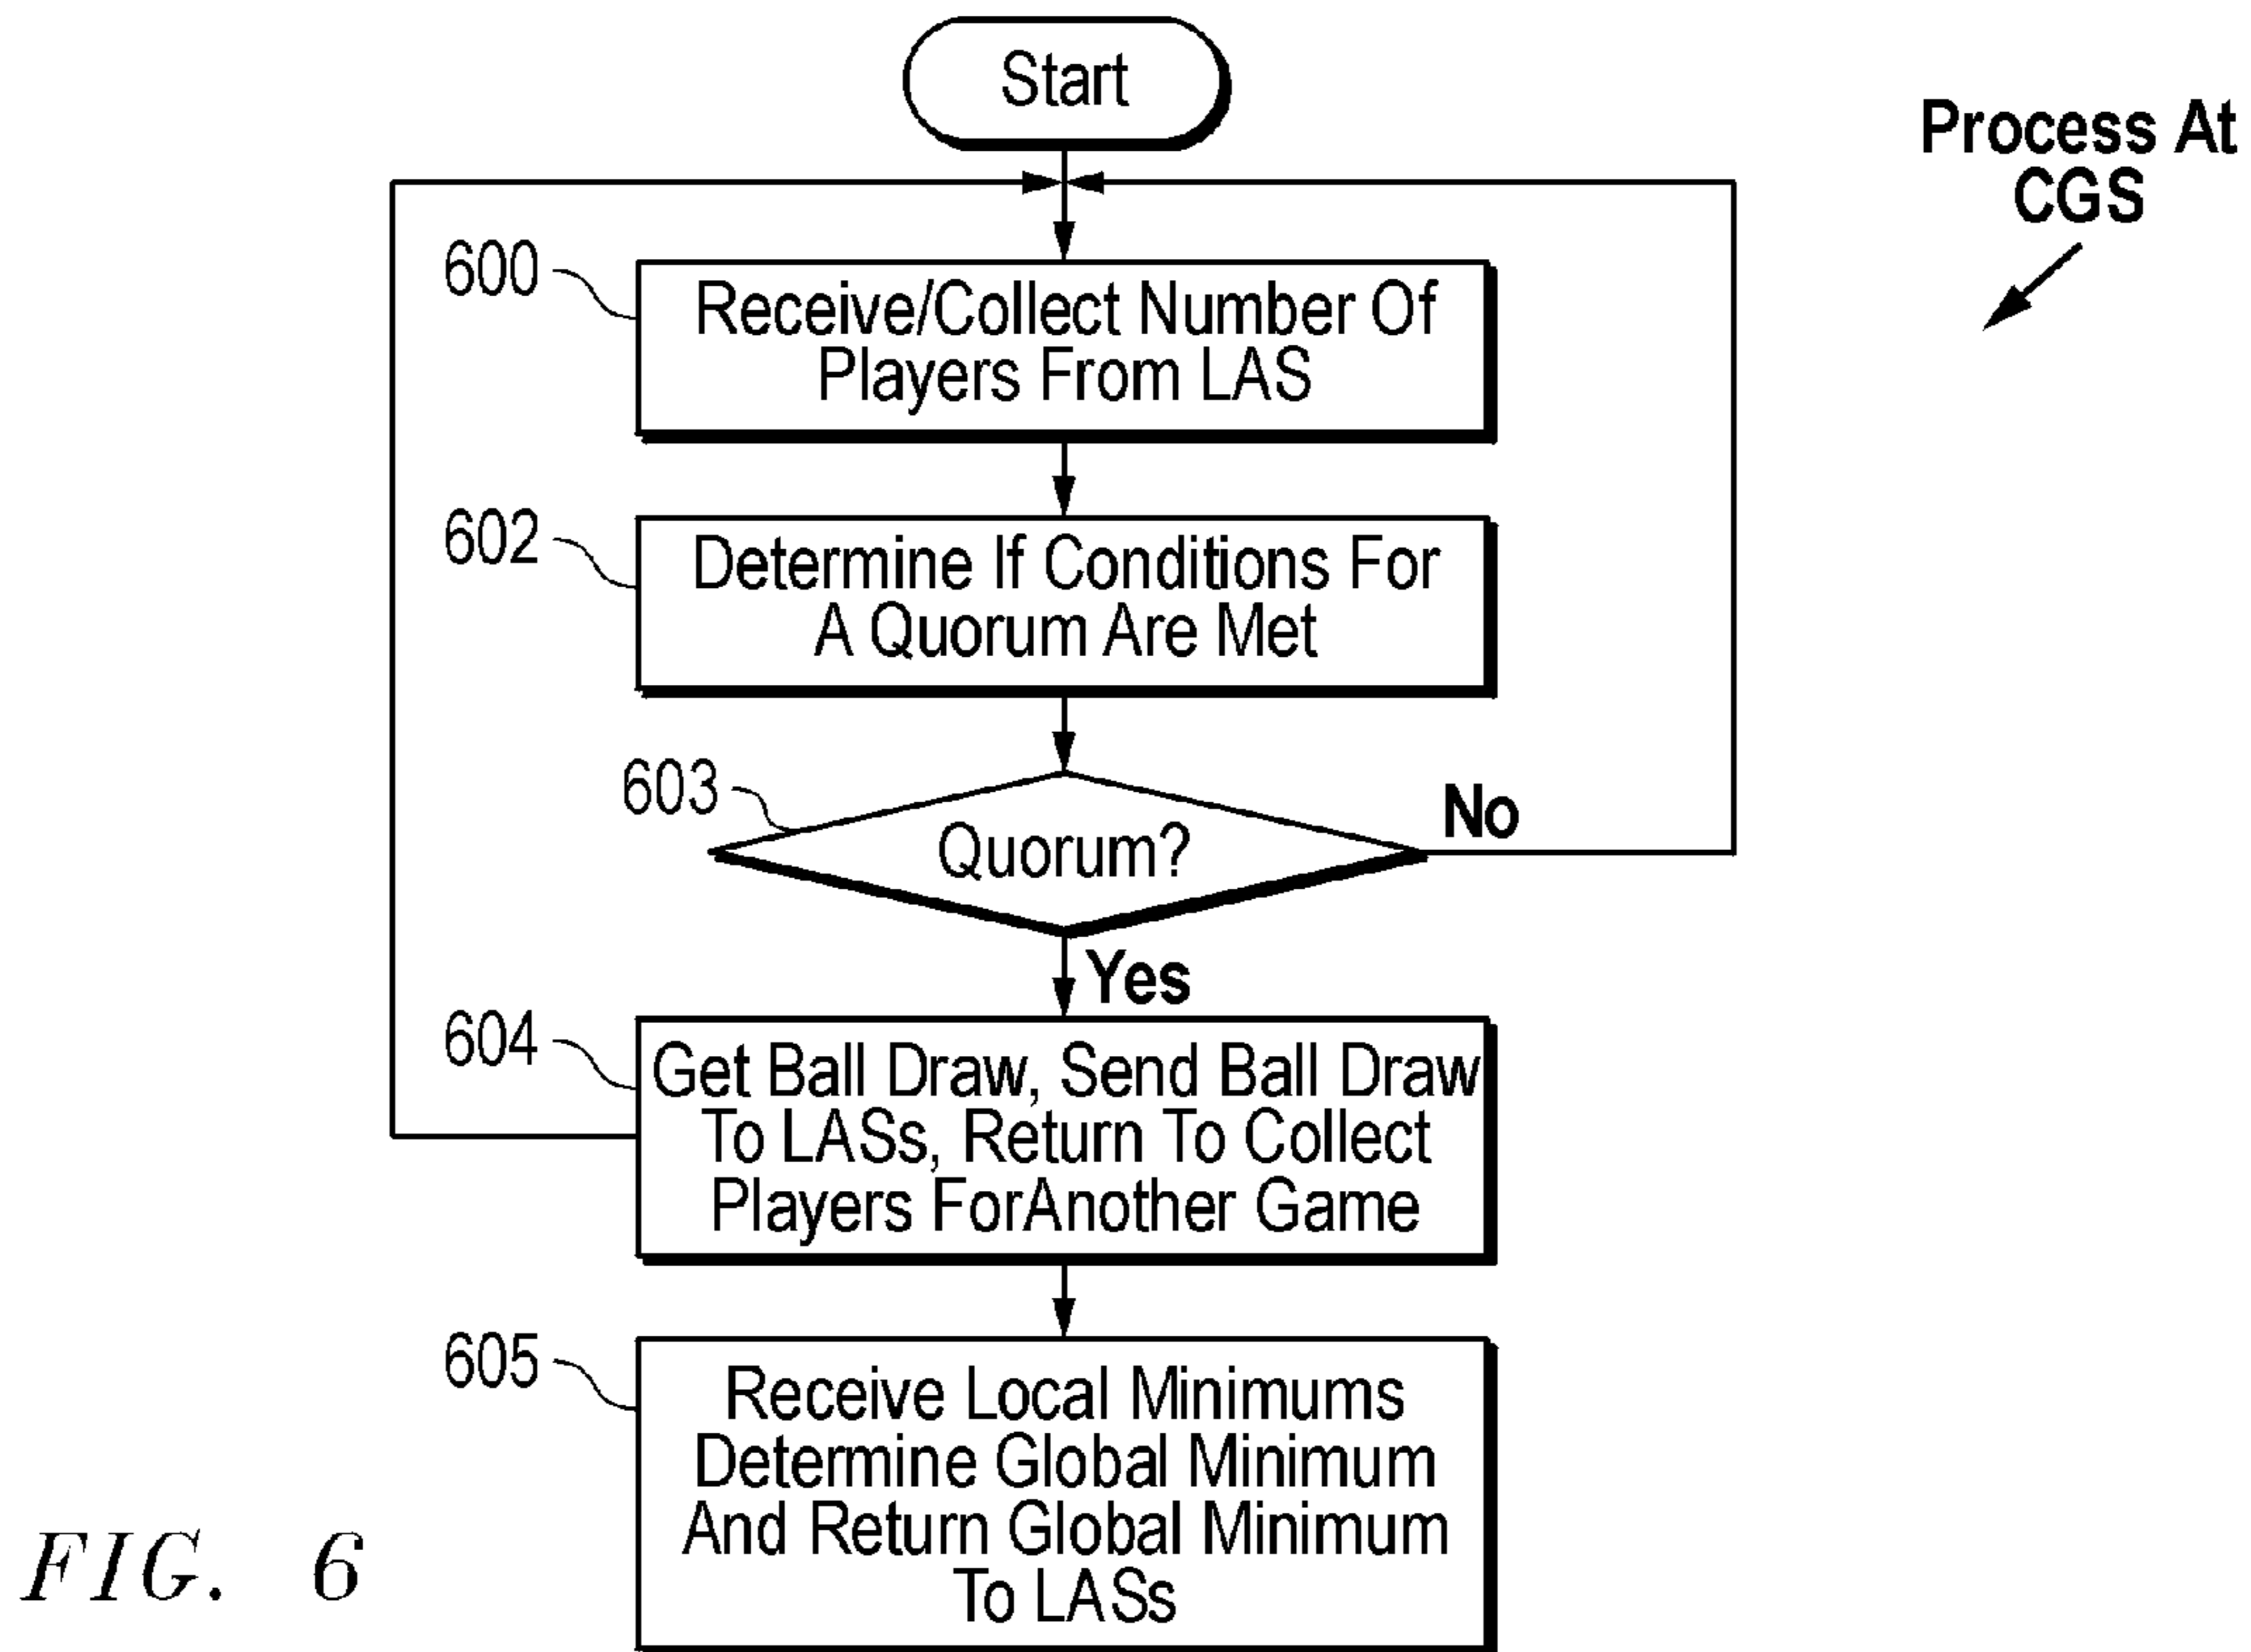 Start
Process At
CGS
600
Receive/Collect Number Of
Players From LAS
602
Determine If Conditions For
A Quorum Are Met
603
Quorum?
No
Yes
604
Get Ball Draw, Send Ball Draw
To LASs, Return To Collect
Players ForAnother Game
605
Receive Local Minimums
Determine Global Minimum
And Return Global Minimum
To LASs
FIG. 6